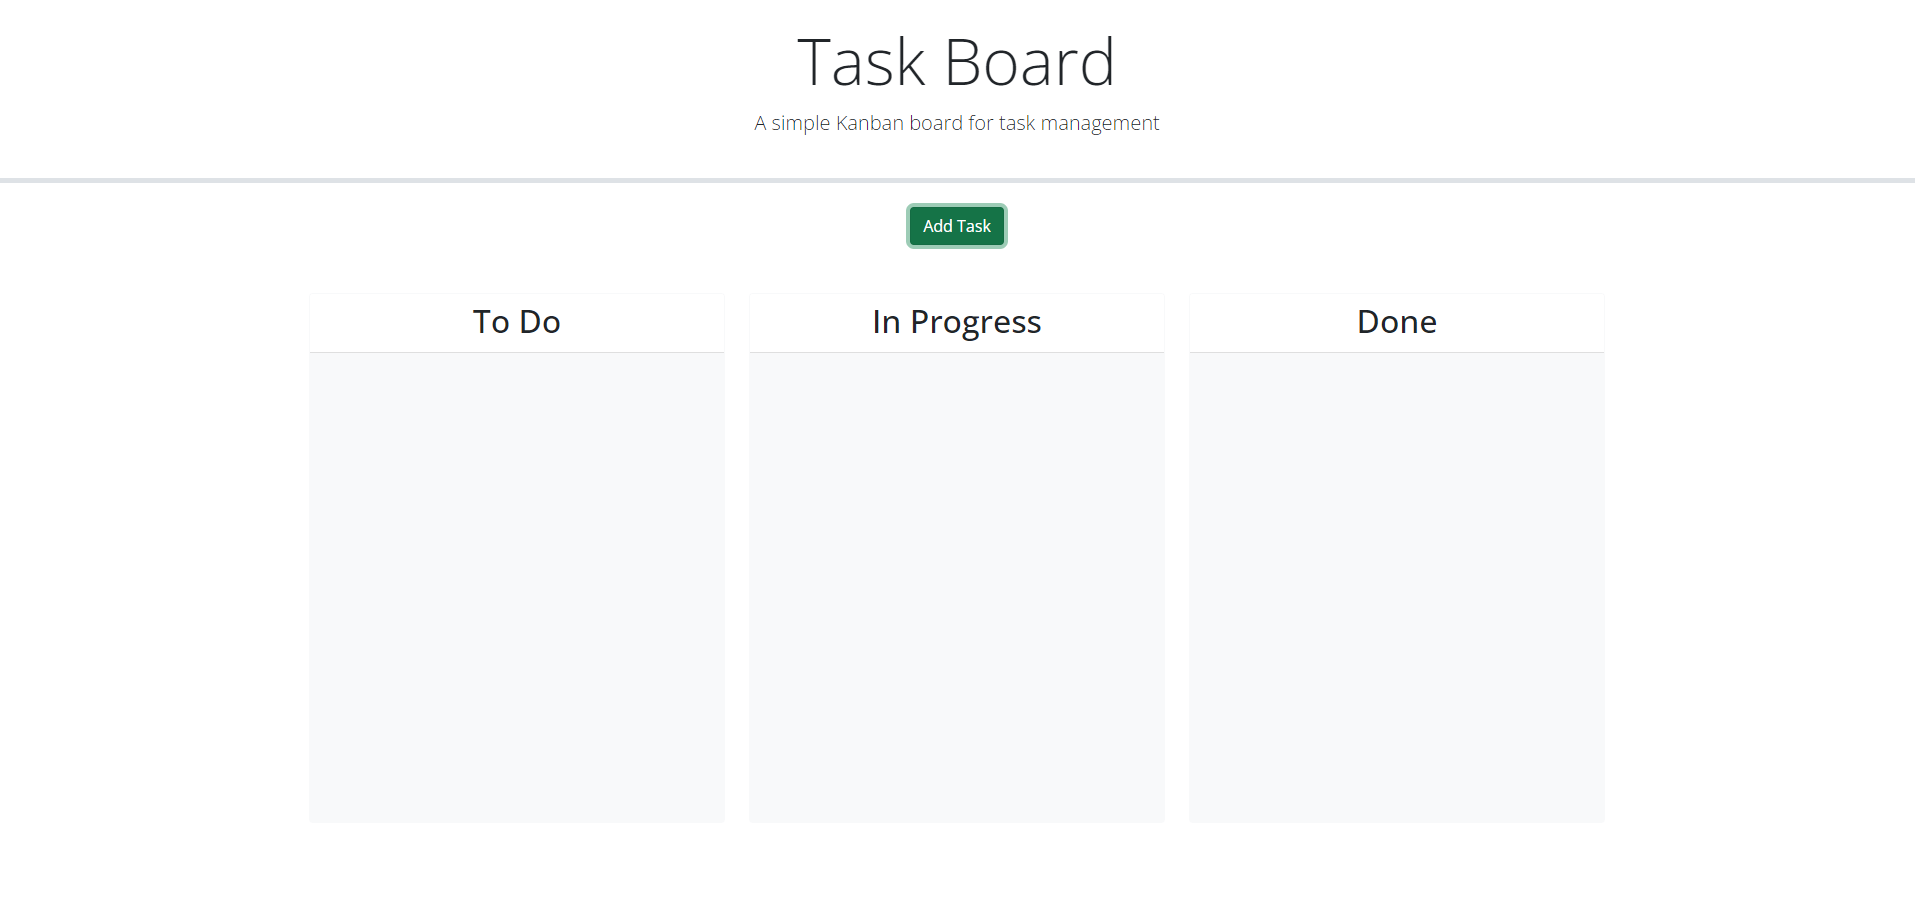 Task Board
A simple Kanban board for task management
Add Task
To Do
In Progress
Done